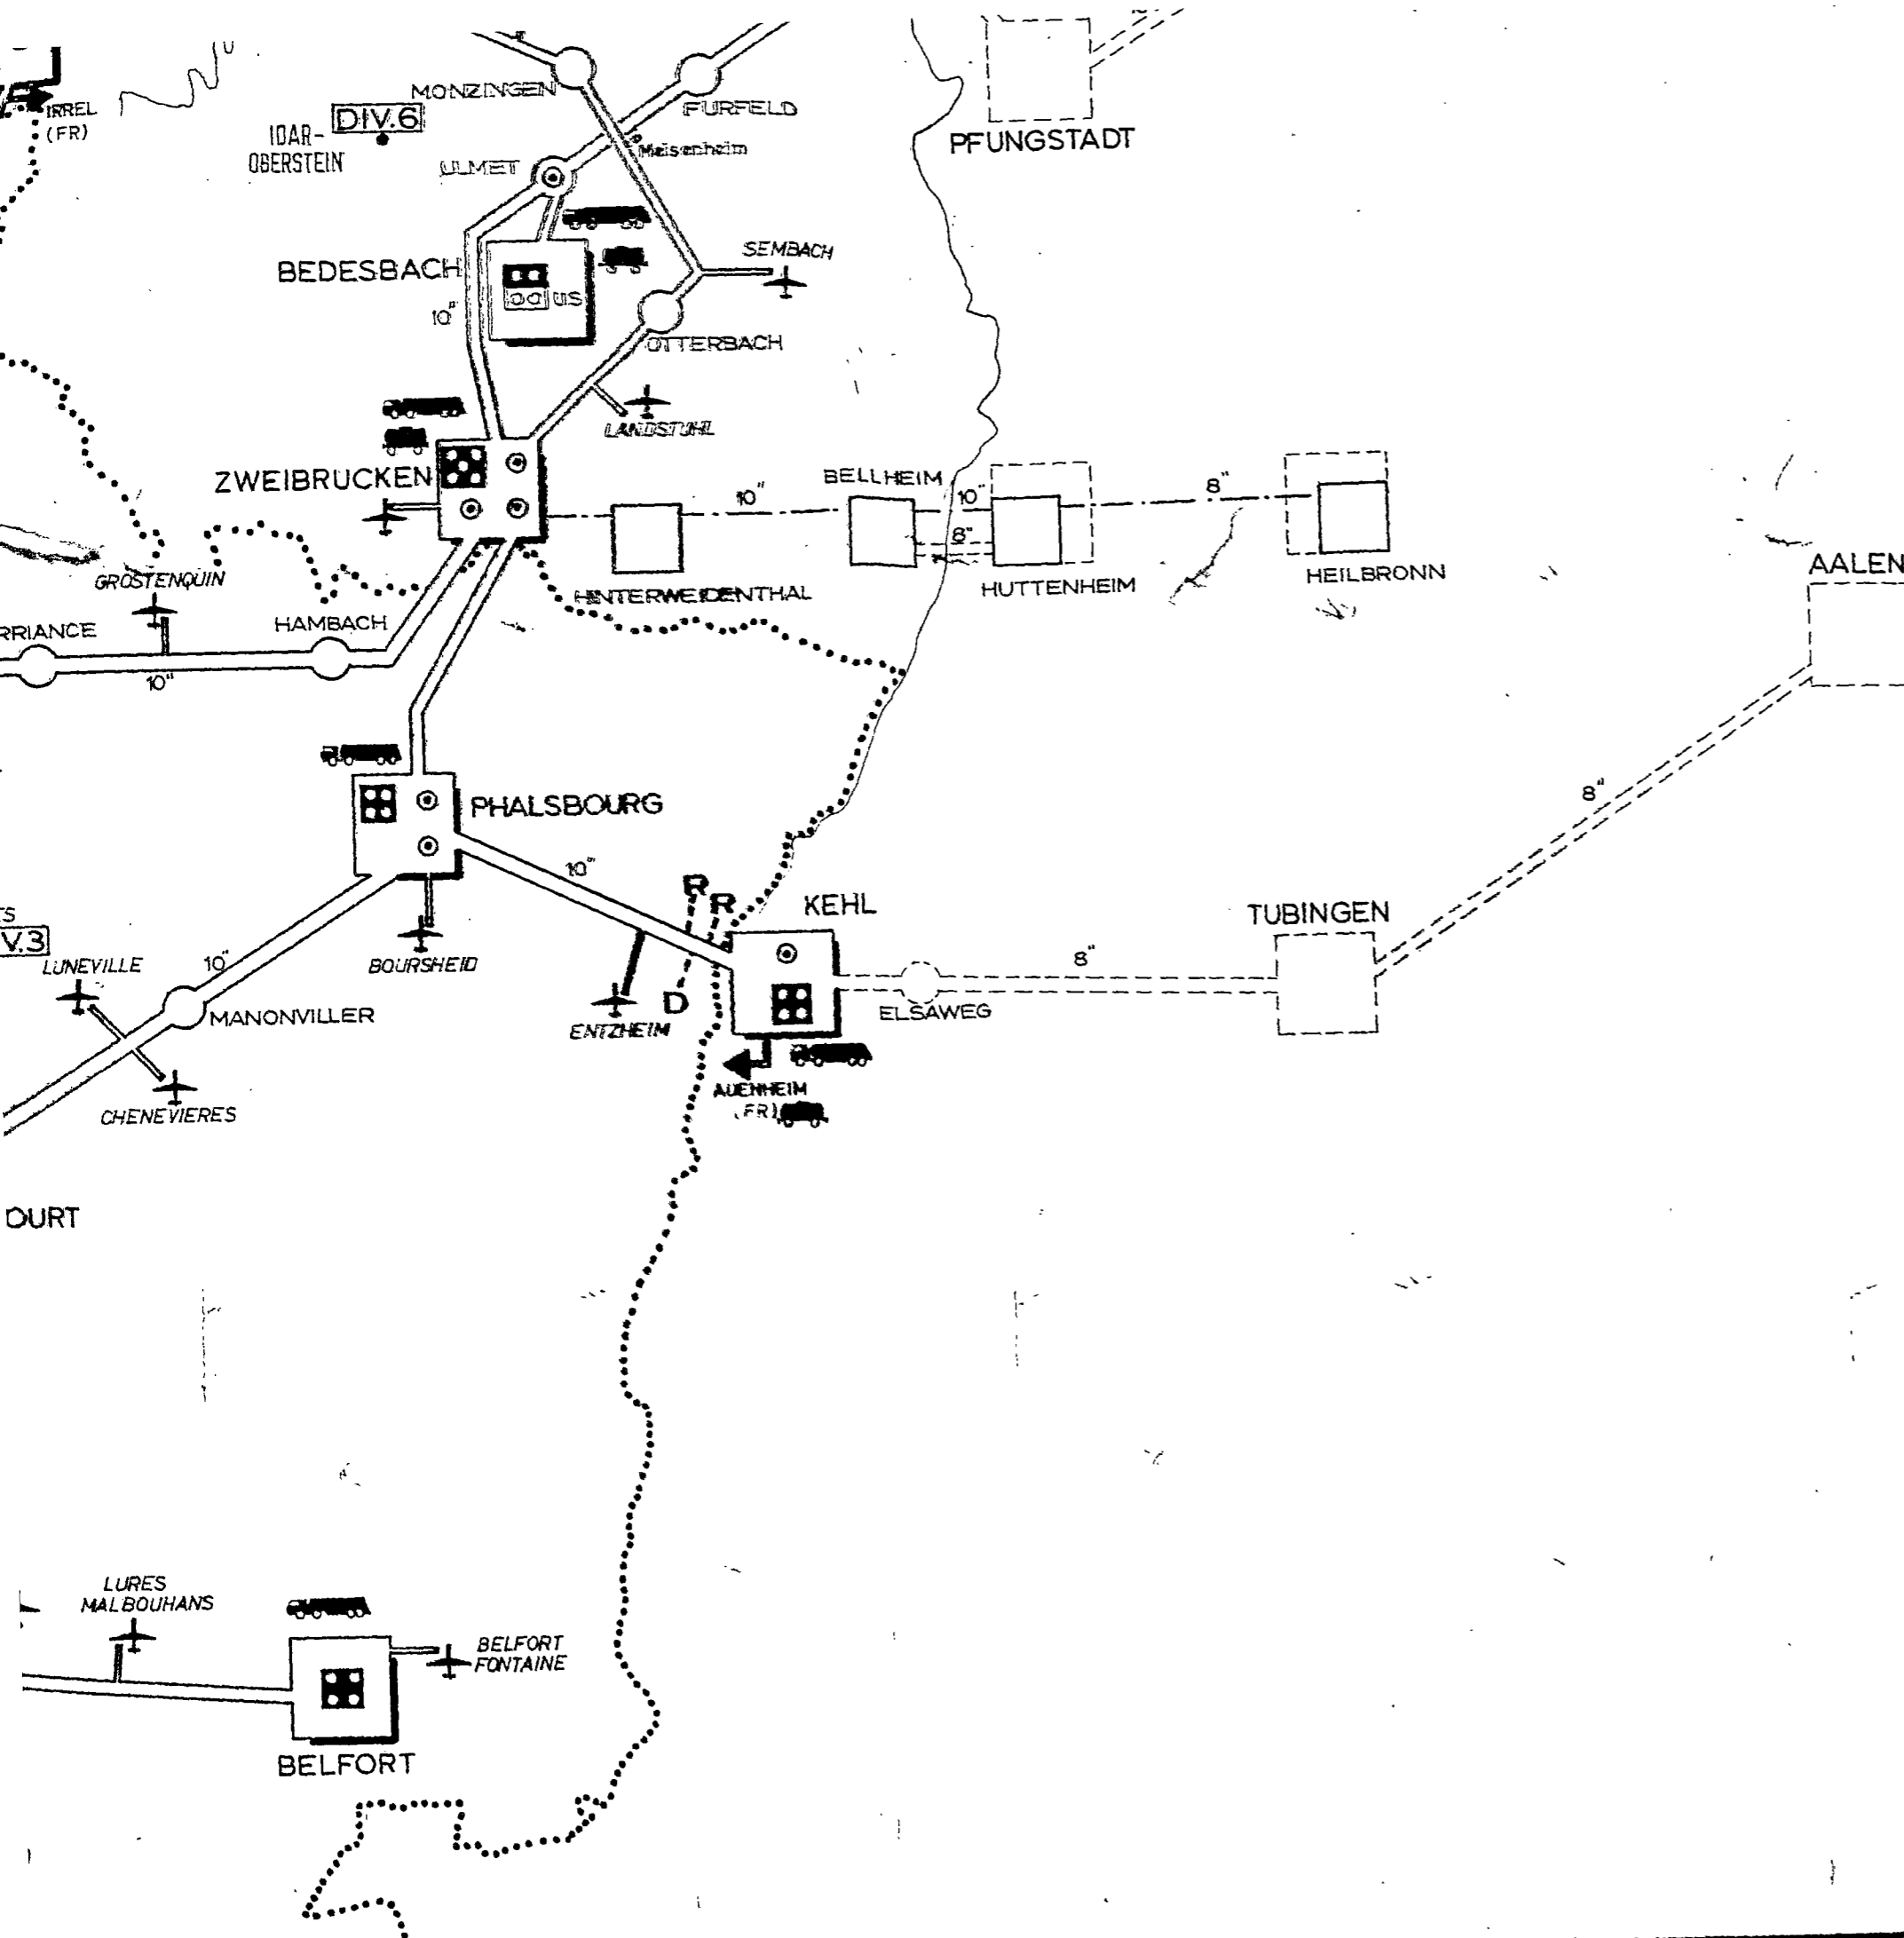 MONZINGEN
FURFELD
IRREL
(FR)
DIV.6
IDAR-
OBERSTEIN
PFUNGSTADT
Meisenheim
ULMET
SEMBACH
BEDESBACH
US
10"
OTTERBACH
LANDSTUHL
ZWEIBRUCKEN
BELLHEIM
10"
10"
8"
8"
HINTERWEIDENTHAL
HUTTENHEIM
HEILBRONN
AALEN
GROSTENQUIN
RRIANCE
HAMBACH
10"
PHALSBOURG
8"
10"
R
R
KEHL
TUBINGEN
V.3
LUNEVILLE
10"
BOURSHEID
8"
D
MANONVILLER
ENTZHEIM
ELSAWEG
CHENEVIERES
AUENHEIM
(FR)
OURT
LURES
MALBOUHANS
BELFORT
FONTAINE
BELFORT